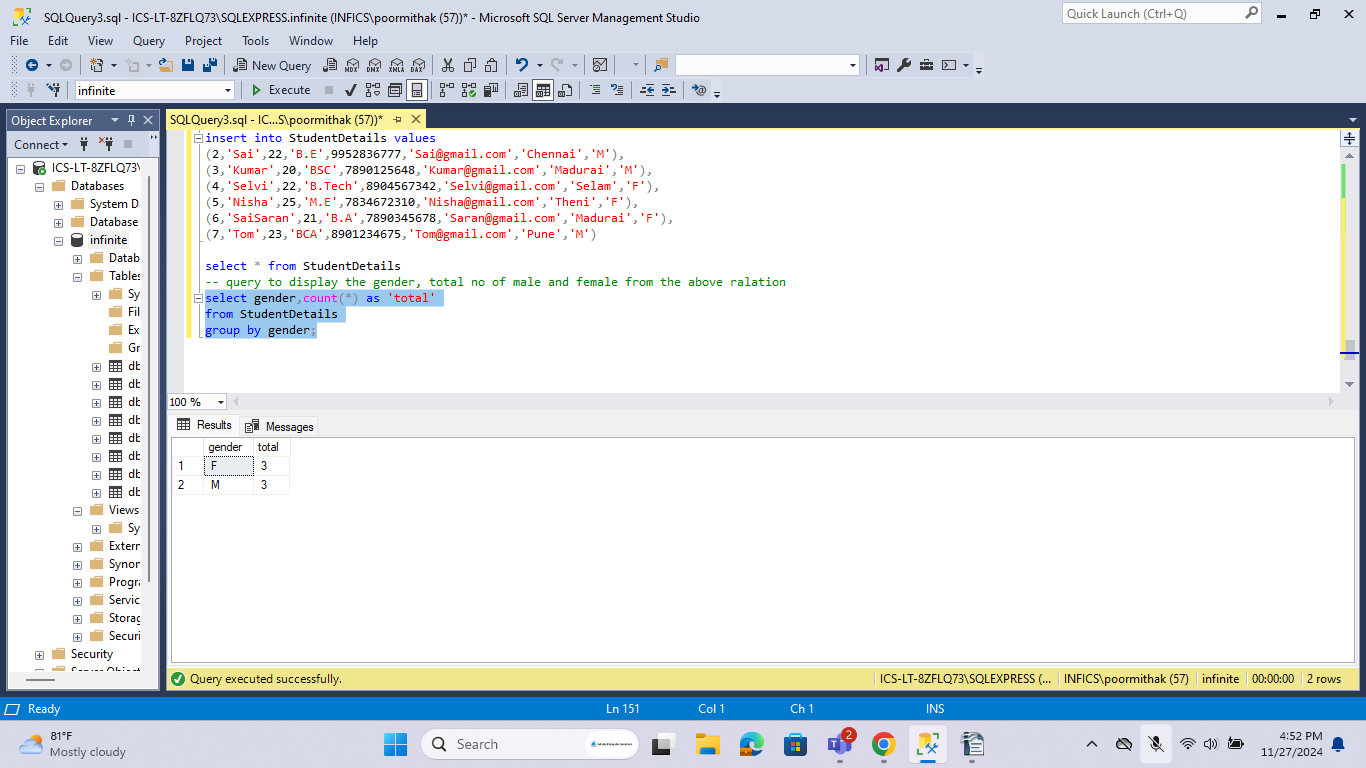 SQLQuery3.sql - ICS-LT-8ZFLQ73\SQLEXPRESS.infinite (INFICS\poormithak (57))* - Microsoft SQL Server Management Studio
Quick Launch (Ctrl+Q)
File Edit View Query Project Tools Window Help
New Query MDX DMX XMLA DAX
infinite Execute
Object Explorer
SQLQuery3.sql - IC...S\poormithak (57))*
Connect
ICS-LT-8ZFLQ73\
Databases
System D
Database
infinite
Datab
Tables
Sy
Fil
Ex
Gr
db
db
db
db
db
db
db
db
Views
Sy
Extern
Synon
Progra
Servic
Storag
Securi
Security
Server Object
insert into StudentDetails values
(2,'Sai',22,'B.E',9952836777,'Sai@gmail.com','Chennai','M'),
(3,'Kumar',20,'BSC',7890125648,'Kumar@gmail.com','Madurai','M'),
(4,'Selvi',22,'B.Tech',8904567342,'Selvi@gmail.com','Selam','F'),
(5,'Nisha',25,'M.E',7834672310,'Nisha@gmail.com','Theni','F'),
(6,'SaiSaran',21,'B.A',7890345678,'Saran@gmail.com','Madurai','F'),
(7,'Tom',23,'BCA',8901234675,'Tom@gmail.com','Pune','M')
select * from StudentDetails
-- query to display the gender, total no of male and female from the above ralation
select gender,count(*) as 'total'
from StudentDetails
group by gender;
100 %
Results Messages
gender total
1 F 3
2 M 3
Query executed successfully. ICS-LT-8ZFLQ73\SQLEXPRESS (... INFICS\poormithak (57) infinite 00:00:00 2 rows
Ready Ln 151 Col 1 Ch 1 INS
81°F
Mostly cloudy
Search
2
4:52 PM
11/27/2024